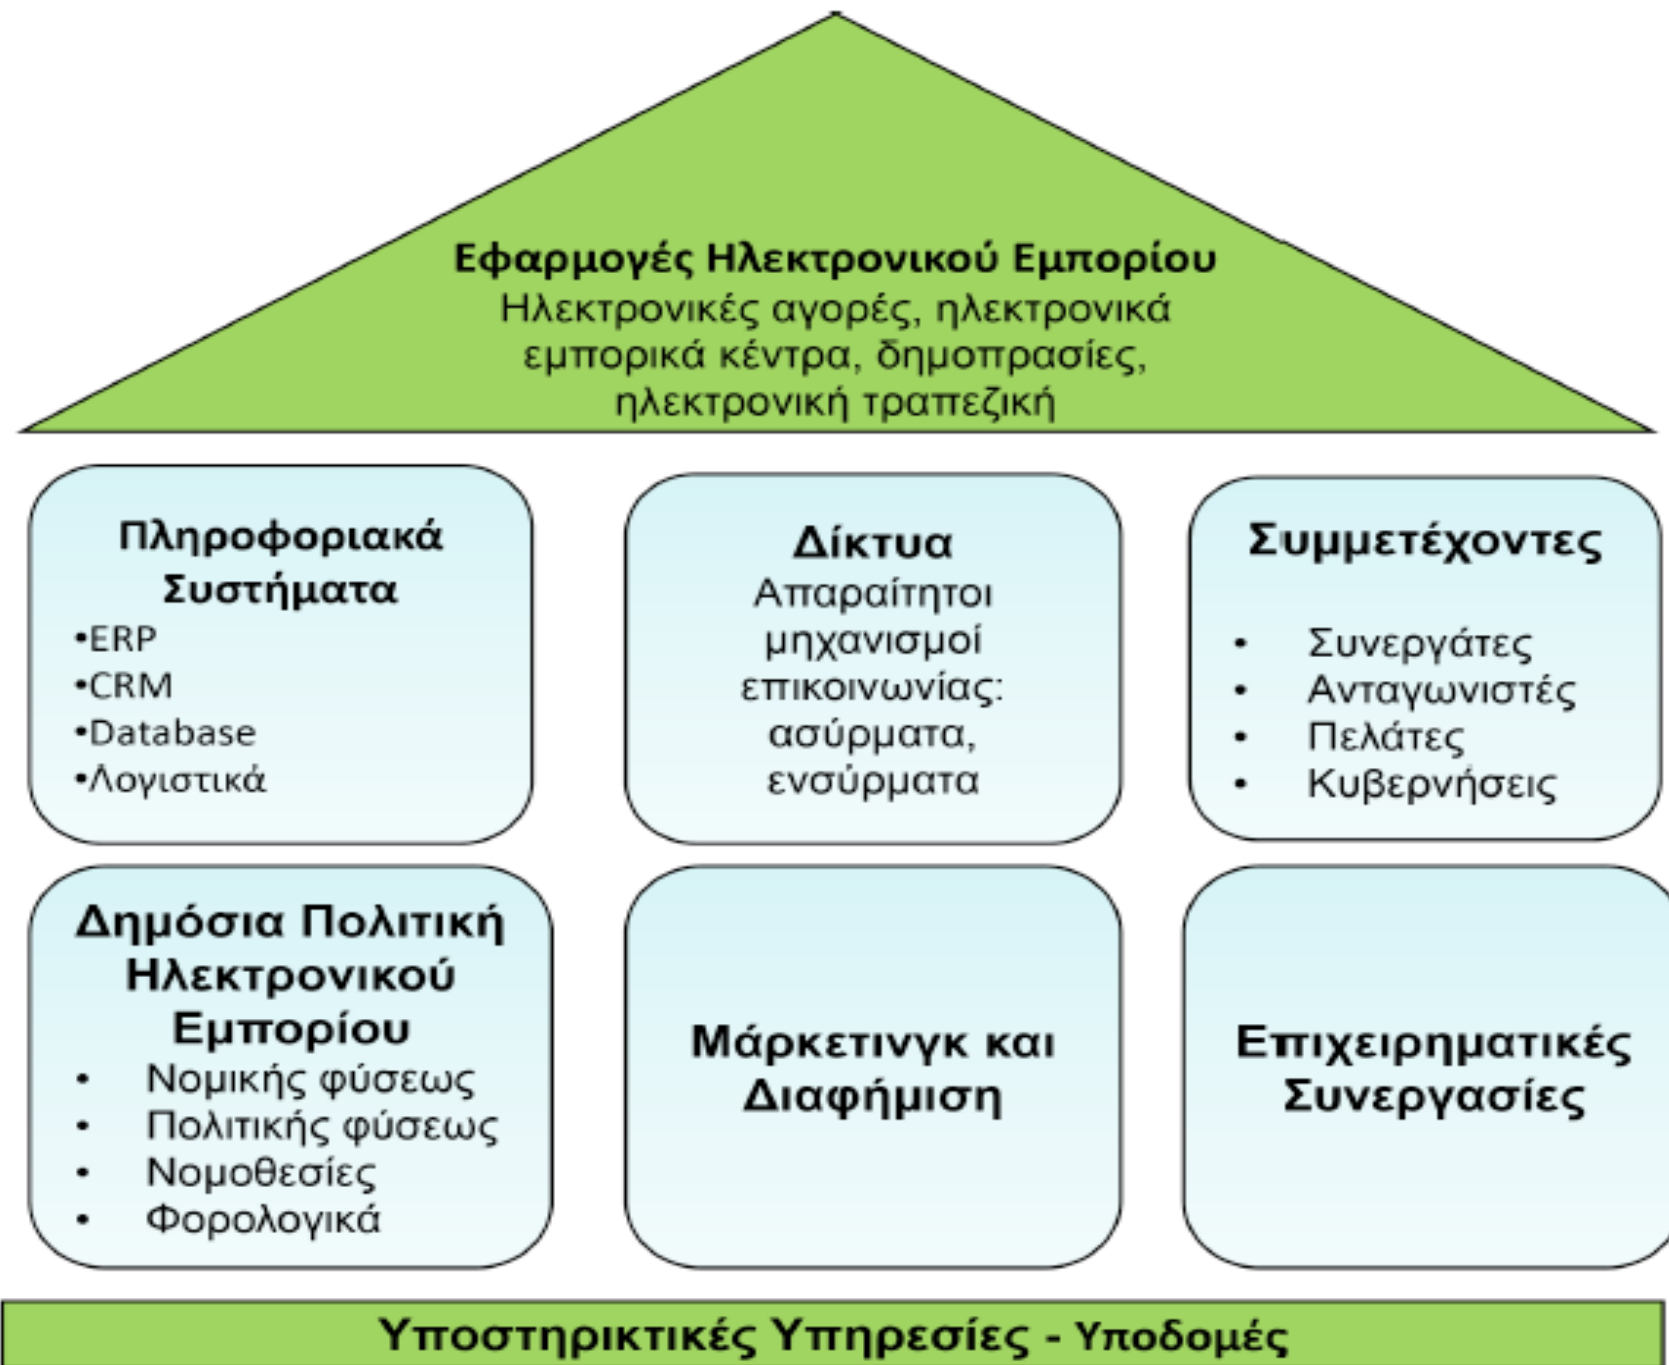 Εφαρμογές Ηλεκτρονικού Εμπορίου
Ηλεκτρονικές αγορές, ηλεκτρονικά
εμπορικά κέντρα, δημοπρασίες,
ηλεκτρονική τραπεζική
Πληροφοριακά
Συστήματα
•ERP
•CRM
•Database
•Λογιστικά
Δίκτυα
Απαραίτητοι
μηχανισμοί
επικοινωνίας:
ασύρματα,
ενσύρματα
Συμμετέχοντες
• Συνεργάτες
• Ανταγωνιστές
• Πελάτες
• Κυβερνήσεις
Δημόσια Πολιτική
Ηλεκτρονικού
Εμπορίου
• Νομικής φύσεως
• Πολιτικής φύσεως
• Νομοθεσίες
• Φορολογικά
Μάρκετινγκ και
Διαφήμιση
Επιχειρηματικές
Συνεργασίες
Υποστηρικτικές Υπηρεσίες - Υποδομές